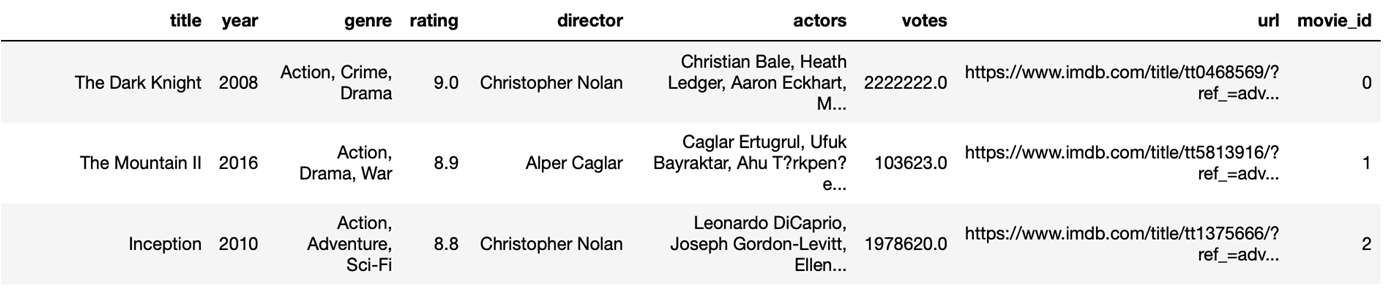 title year genre rating director actors votes url movie_id
The Dark Knight 2008 Action, Crime, Drama 9.0 Christopher Nolan Christian Bale, Heath Ledger, Aaron Eckhart, M... 2222222.0 https://www.imdb.com/title/tt0468569/?ref_=adv... 0
The Mountain II 2016 Action, Drama, War 8.9 Alper Caglar Caglar Ertugrul, Ufuk Bayraktar, Ahu T?rkpen?e... 103623.0 https://www.imdb.com/title/tt5813916/?ref_=adv... 1
Inception 2010 Action, Adventure, Sci-Fi 8.8 Christopher Nolan Leonardo DiCaprio, Joseph Gordon-Levitt, Ellen... 1978620.0 https://www.imdb.com/title/tt1375666/?ref_=adv... 2